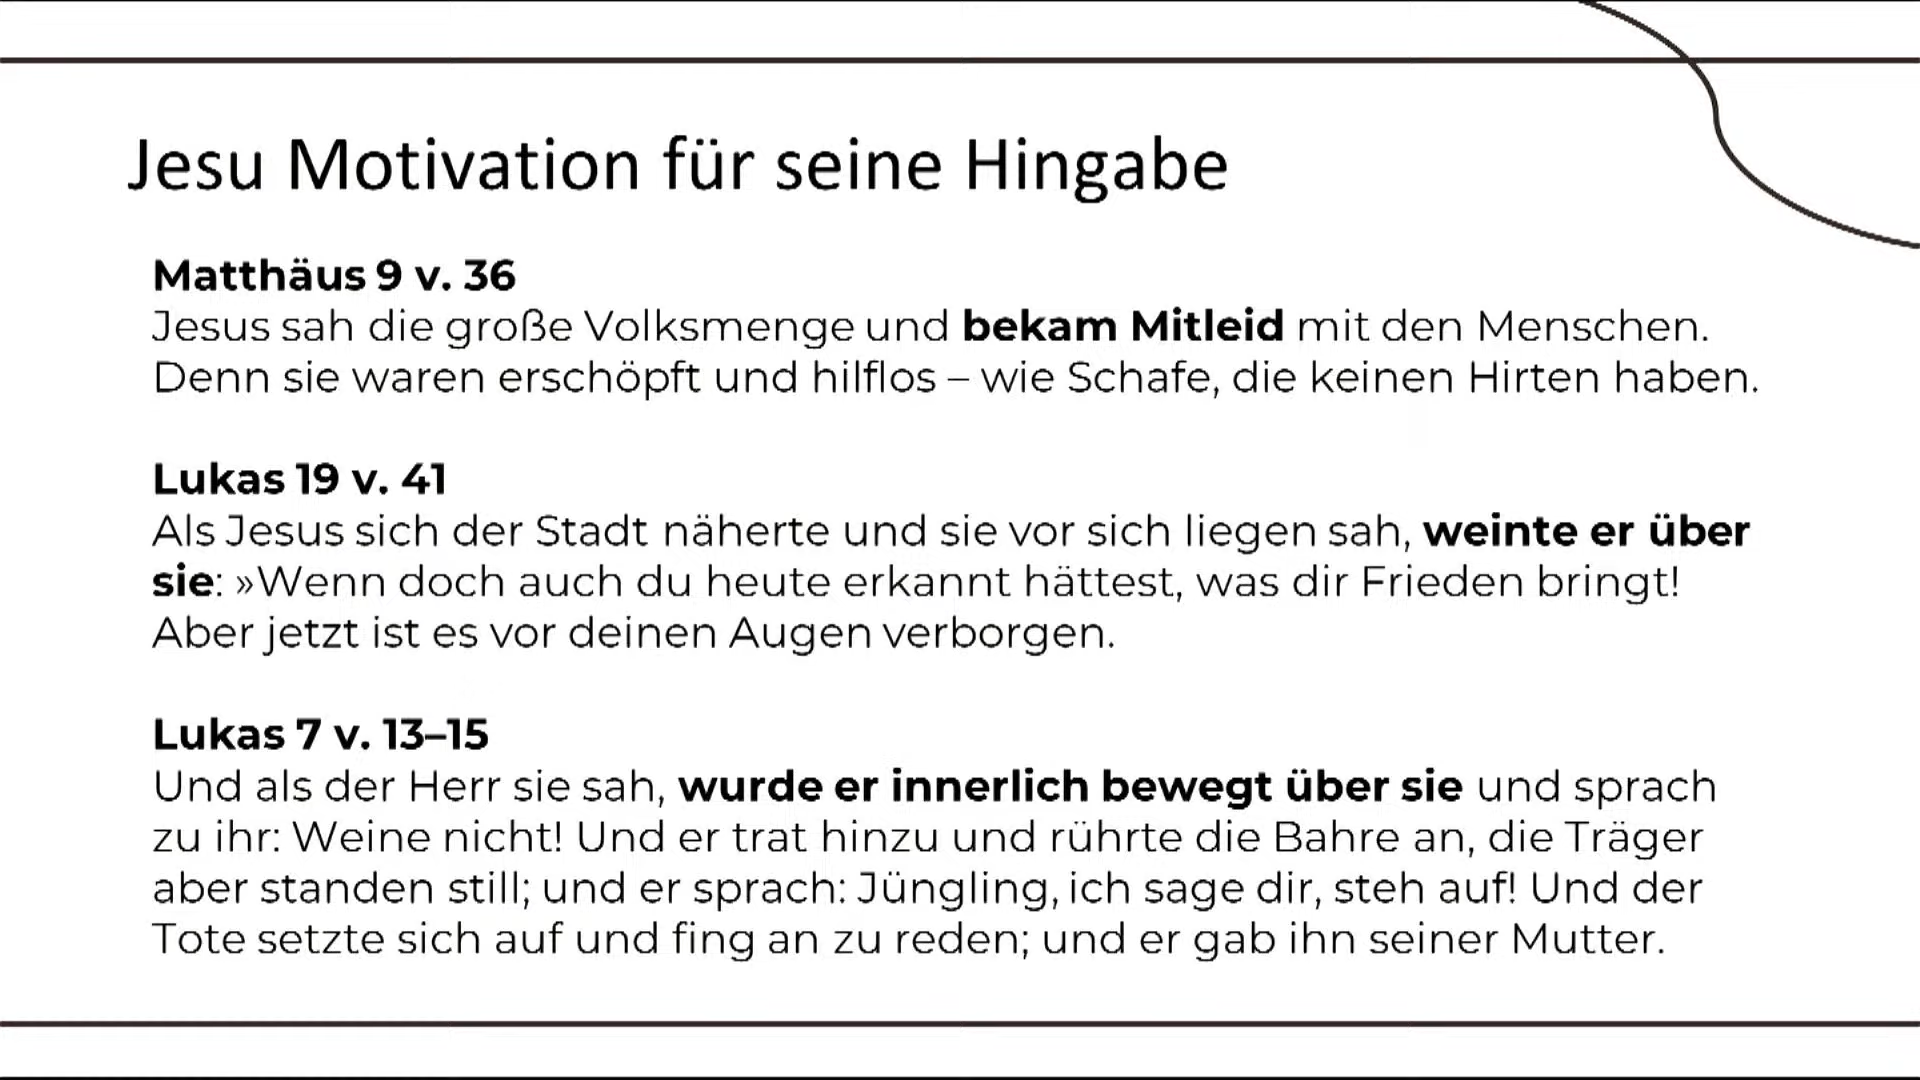 Jesu Motivation für seine Hingabe
Matthäus 9 v. 36
Jesus sah die große Volksmenge und bekam Mitleid mit den Menschen.
Denn sie waren erschöpft und hilflos – wie Schafe, die keinen Hirten haben.
Lukas 19 v. 41
Als Jesus sich der Stadt näherte und sie vor sich liegen sah, weinte er über
sie: »Wenn doch auch du heute erkannt hättest, was dir Frieden bringt!
Aber jetzt ist es vor deinen Augen verborgen.
Lukas 7 v. 13–15
Und als der Herr sie sah, wurde er innerlich bewegt über sie und sprach
zu ihr: Weine nicht! Und er trat hinzu und rührte die Bahre an, die Träger
aber standen still; und er sprach: Jüngling, ich sage dir, steh auf! Und der
Tote setzte sich auf und fing an zu reden; und er gab ihn seiner Mutter.